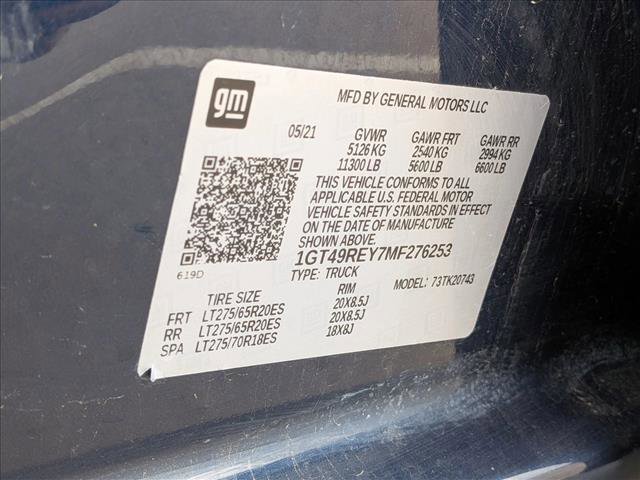 gm
MFD BY GENERAL MOTORS LLC
05/21 GVWR GAWR FRT GAWR RR
5126 KG 2540 KG 2994 KG
11300 LB 5600 LB 6600 LB
THIS VEHICLE CONFORMS TO ALL
APPLICABLE U.S. FEDERAL MOTOR
VEHICLE SAFETY STANDARDS IN EFFECT
ON THE DATE OF MANUFACTURE
SHOWN ABOVE.
1GT49REY7MF276253
619D TYPE: TRUCK MODEL: 73TK20743
TIRE SIZE RIM
FRT LT275/65R20ES 20X8.5J
RR LT275/65R20ES 20X8.5J
SPA LT275/70R18ES 18X8J